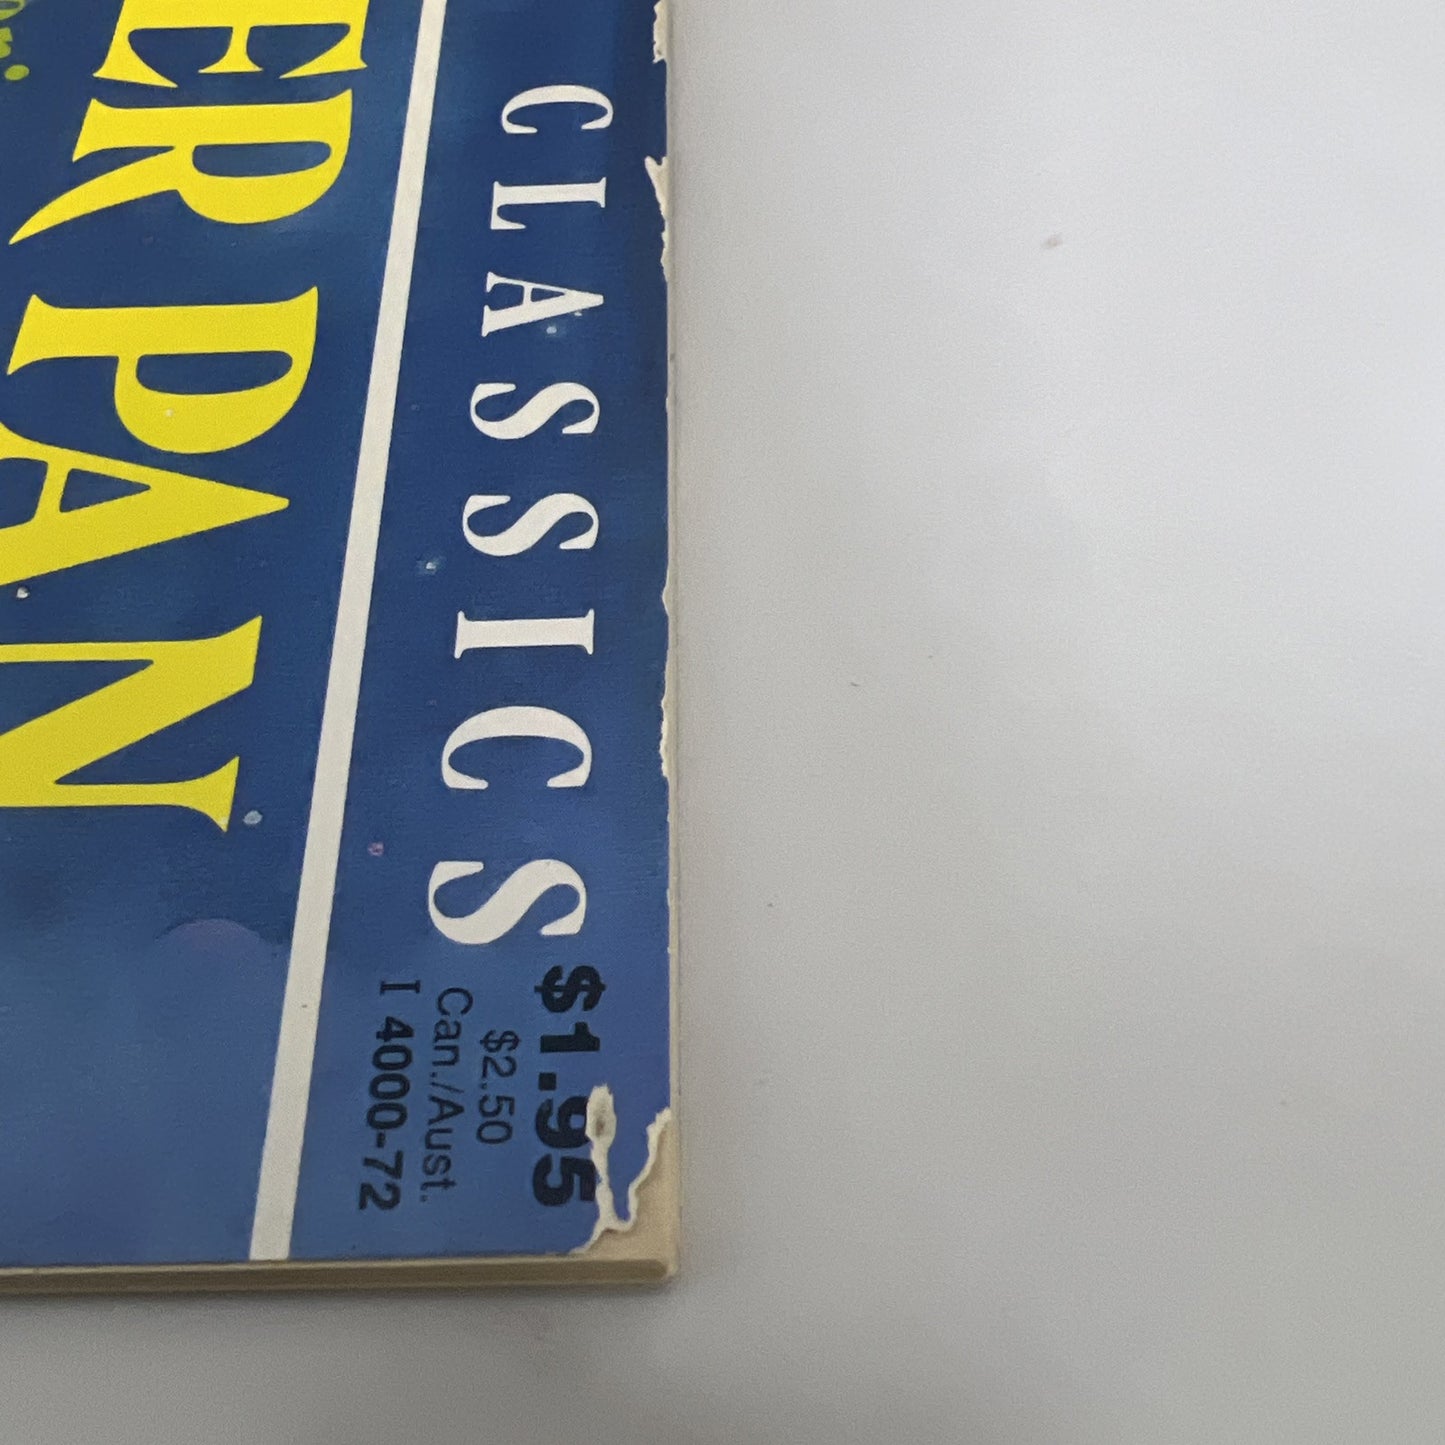 CLASSICS
$1.95
$2.50
Can./Aust.
I 4000-72
ER PAN